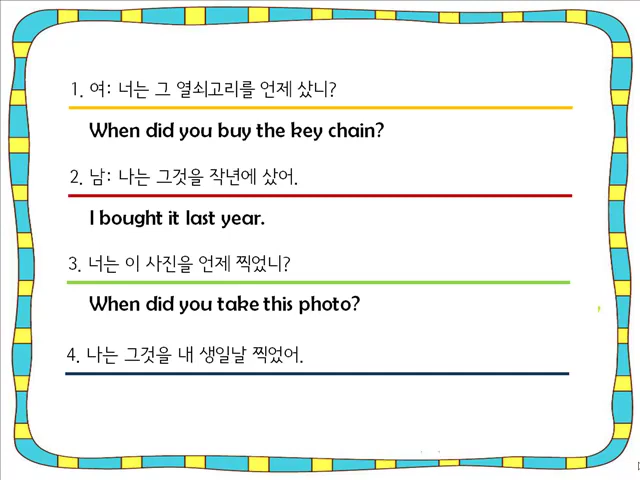 1. 여: 너는 그 열쇠고리를 언제 샀니?
When did you buy the key chain?
2. 남: 나는 그것을 작년에 샀어.
I bought it last year.
3. 너는 이 사진을 언제 찍었니?
When did you take this photo?
4. 나는 그것을 내 생일날 찍었어.